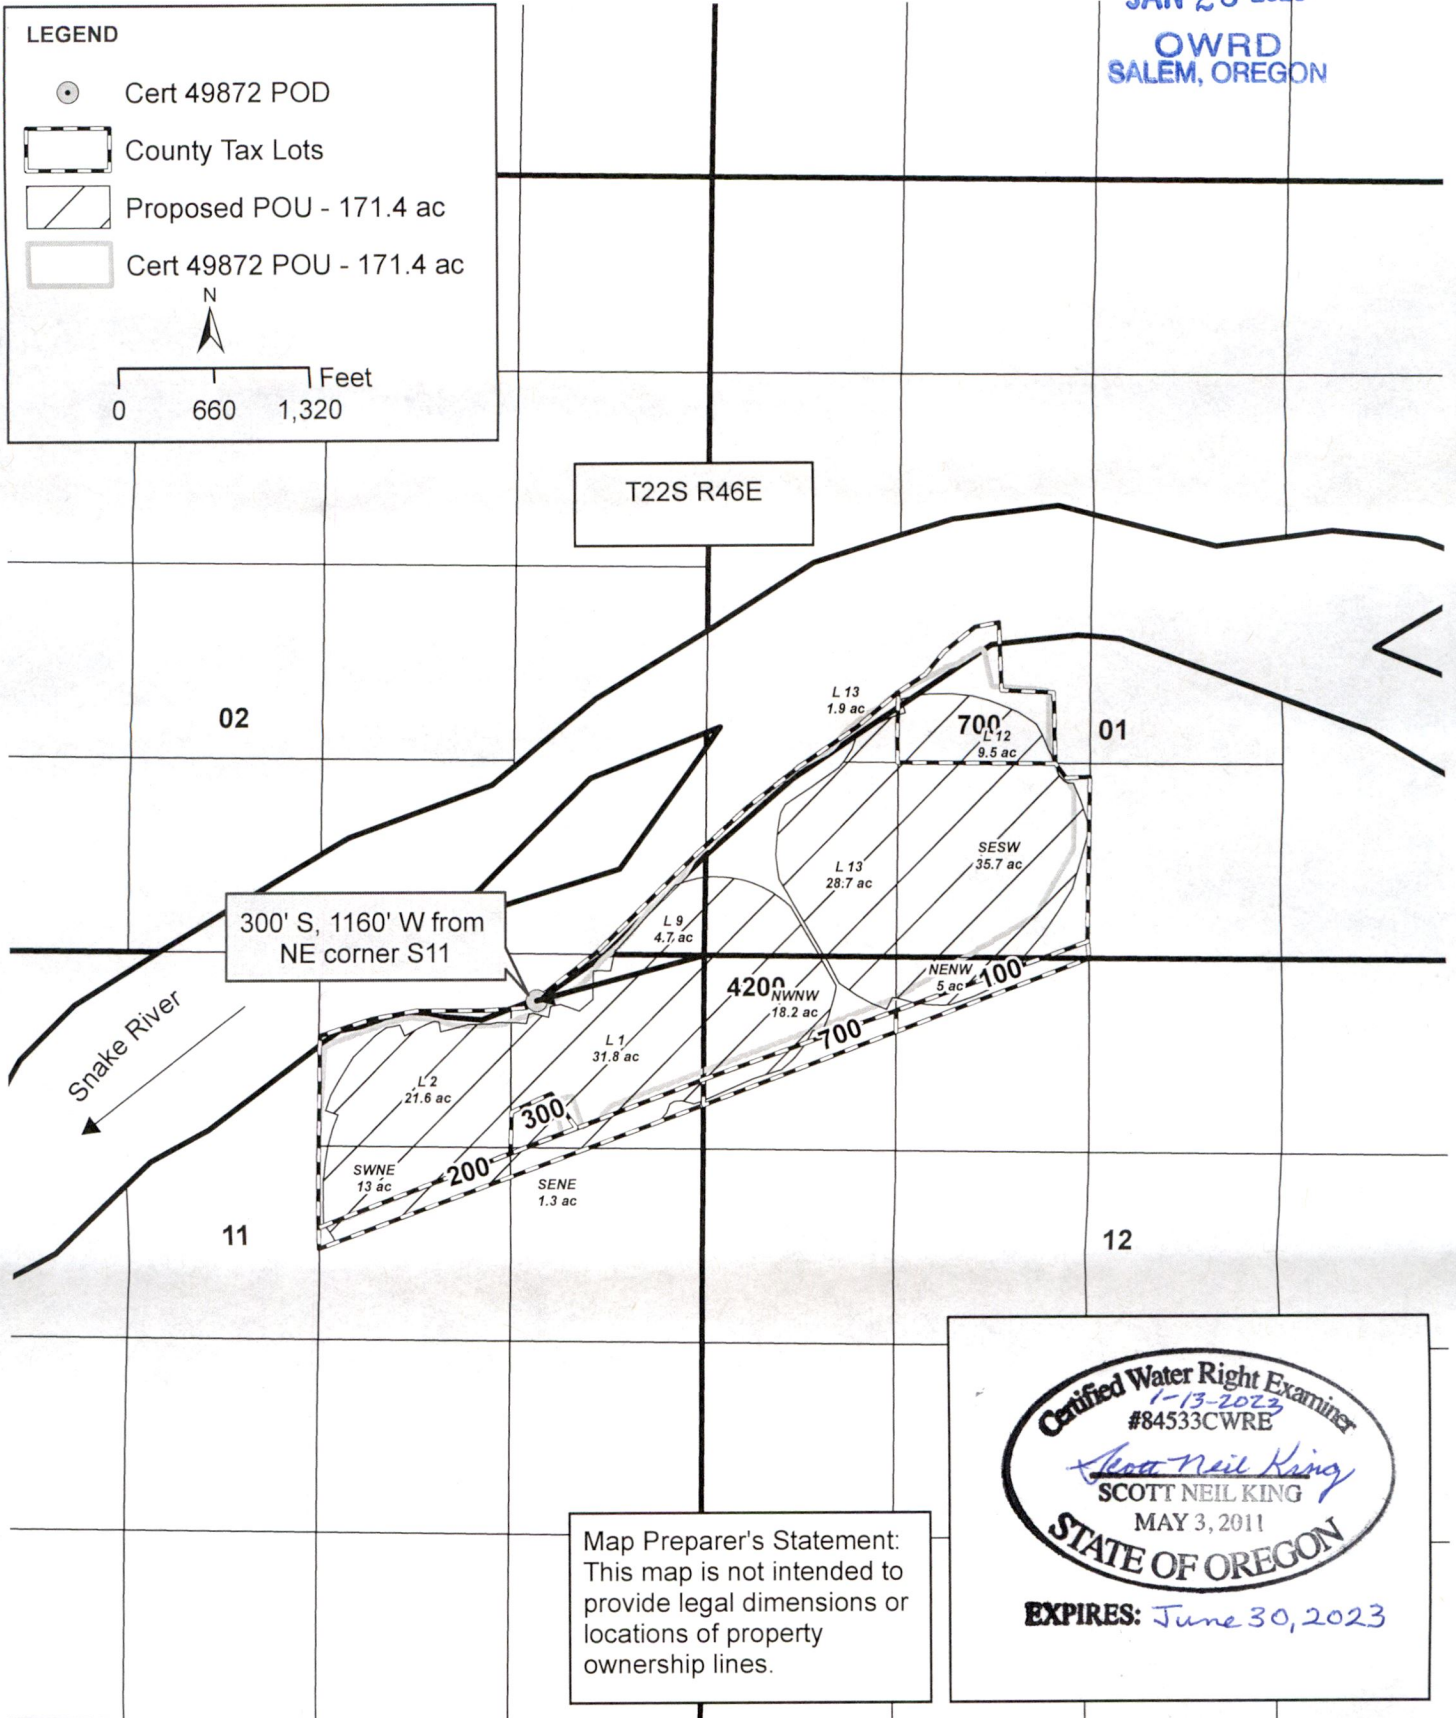 LEGEND
Cert 49872 POD
County Tax Lots
Proposed POU - 171.4 ac
Cert 49872 POU - 171.4 ac
N
Feet
0 660 1,320
OWRD
SALEM, OREGON
T22S R46E
02
01
L 13
1.9 ac
700
L 12
9.5 ac
SESW
35.7 ac
L 13
28.7 ac
L 9
4.7 ac
300' S, 1160' W from
NE corner S11
Snake River
4200
NWNW
18.2 ac
NENW
5 ac
100
700
L 1
31.8 ac
L 2
21.6 ac
300
200
SWNE
13 ac
SENE
1.3 ac
11
12
Map Preparer's Statement:
This map is not intended to
provide legal dimensions or
locations of property
ownership lines.
Certified Water Right Examiner
1-13-2023
#84533CWRE
Scott Neil King
SCOTT NEIL KING
MAY 3, 2011
STATE OF OREGON
EXPIRES: June 30, 2023